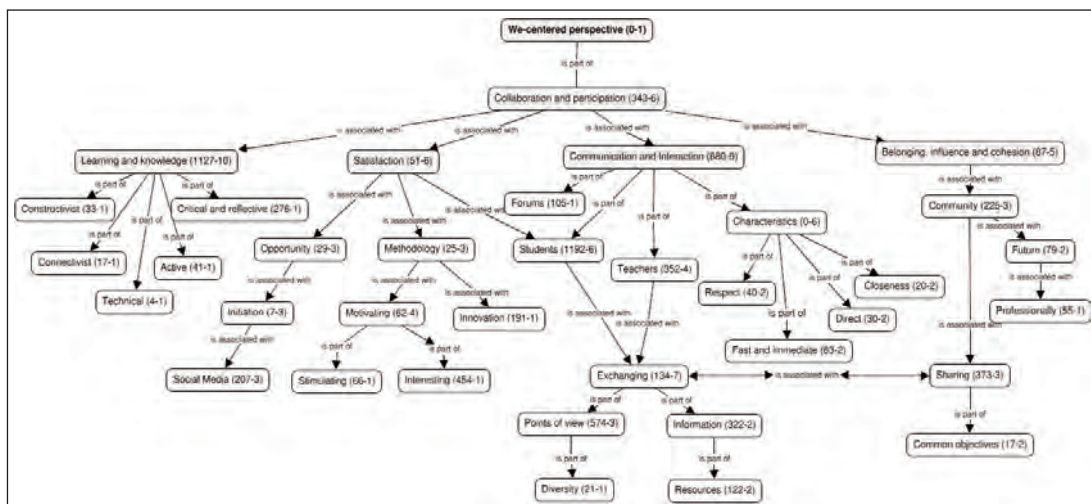 We-centered perspective (0-1)
is part of
Collaboration and participation (343-6)
is associated with
is associated with
is associated with
is associated with
Learning and knowledge (1127-10)
Satisfaction (51-6)
Communication and Interaction (680-9)
Belonging, influence and cohesion (87-5)
is part of
is part of
is associated with
is associated with
is associated with
is part of
is part of
is part of
is part of
is associated with
Constructivist (33-1)
Critical and reflective (276-1)
Forums (105-1)
Characteristics (0-6)
Community (225-3)
is part of
is part of
is part of
is associated with
Connectivist (17-1)
Active (41-1)
Opportunity (29-3)
Methodology (25-3)
Students (1192-6)
Teachers (352-4)
Future (79-2)
Technical (4-1)
is associated with
is associated with
is associated with
is part of
is part of
is part of
is part of
is associated with
Respect (40-2)
Closeness (20-2)
Initiation (7-3)
Motivating (62-4)
Innovation (191-1)
Direct (30-2)
Professionally (55-1)
is associated with
is part of
is part of
is associated with
is associated with
is associated with
Fast and immediate (63-2)
Social Media (207-3)
Stimulating (66-1)
Interesting (454-1)
Exchanging (134-7)
is associated with
Sharing (373-3)
is part of
is part of
is part of
Points of view (574-3)
Information (322-2)
Common objectives (17-2)
is part of
is part of
Diversity (21-1)
Resources (122-2)